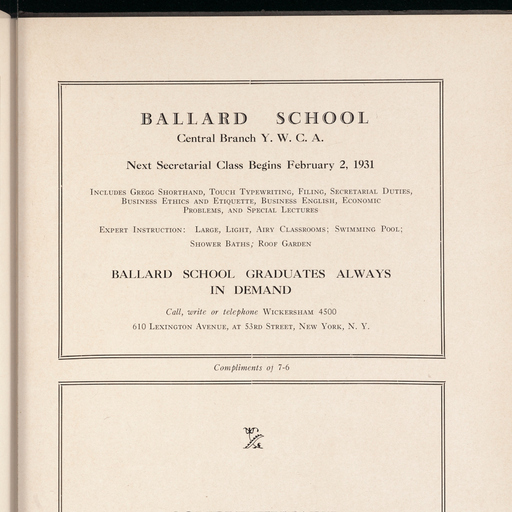 BALLARD SCHOOL
Central Branch Y. W. C. A.
Next Secretarial Class Begins February 2, 1931
Includes Gregg Shorthand, Touch Typewriting, Filing, Secretarial Duties,
Business Ethics and Etiquette, Business English, Economic
Problems, and Special Lectures
Expert Instruction: Large, Light, Airy Classrooms; Swimming Pool;
Shower Baths; Roof Garden
BALLARD SCHOOL GRADUATES ALWAYS
IN DEMAND
Call, write or telephone Wickersham 4500
610 Lexington Avenue, at 53rd Street, New York, N. Y.
Compliments of 7-6